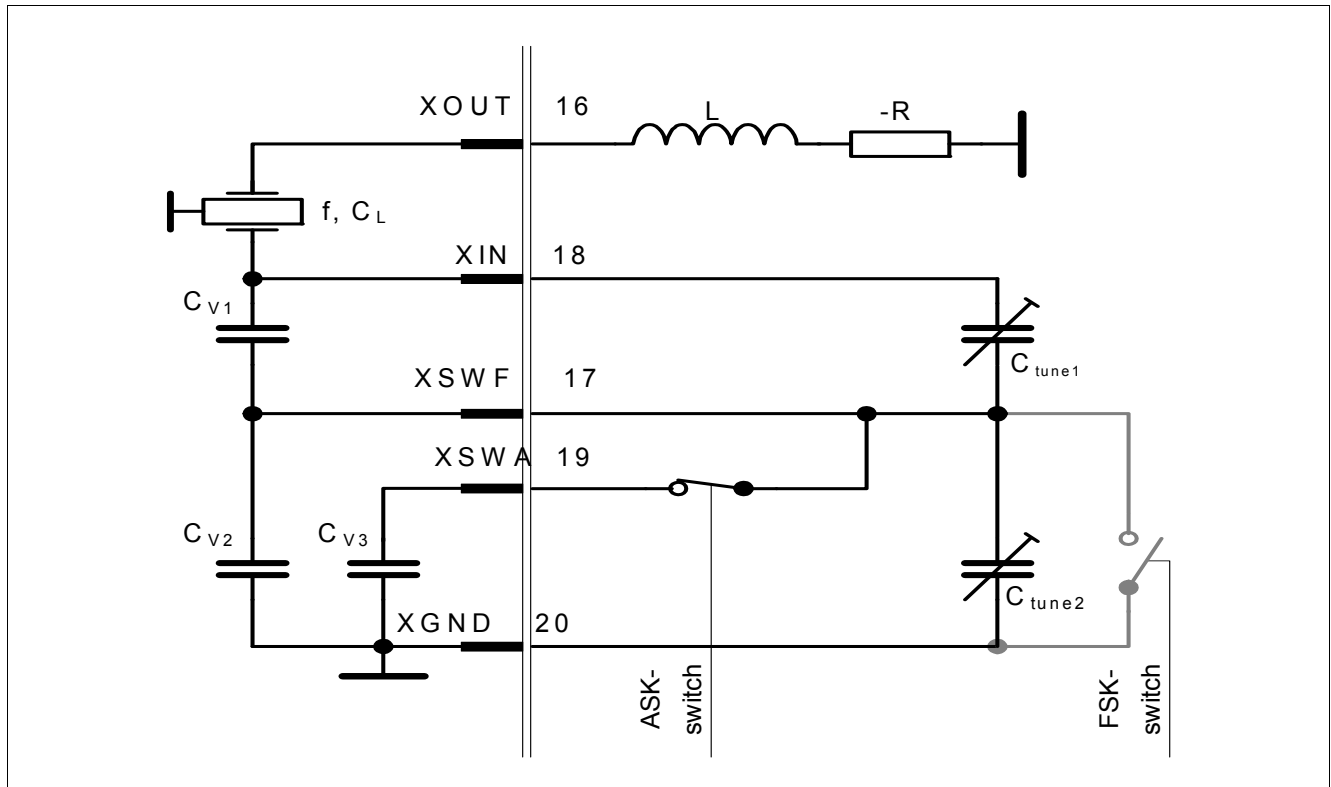 XOUT 16
L
-R
f, CL
XIN 18
CV1
Ctune1
XSWF 17
XSWA 19
CV2
CV3
Ctune2
XGND 20
ASK-
switch
FSK-
switch